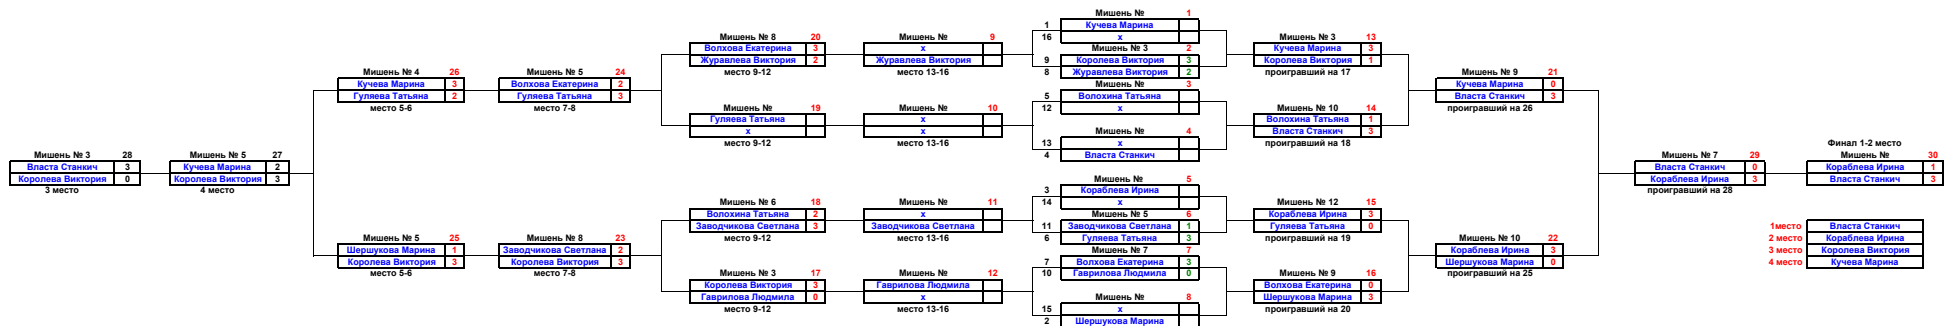 Мишень № 1
1 Кучева Марина
16 х
Мишень № 3 2
9 Королева Виктория 3
8 Журавлева Виктория 2
Мишень № 3
5 Волохина Татьяна
12 х
Мишень № 4
13 х
4 Власта Станкич
Мишень № 5
3 Кораблева Ирина
14 х
Мишень № 5 6
11 Заводчикова Светлана 1
6 Гуляева Татьяна 3
Мишень № 7 7
7 Волхова Екатерина 3
10 Гаврилова Людмила 0
Мишень № 8
15 х
2 Шершукова Марина
Мишень № 9
х
Журавлева Виктория
место 13-16
Мишень № 10
х
х
место 13-16
Мишень № 11
х
Заводчикова Светлана
место 13-16
Мишень № 12
Гаврилова Людмила
х
место 13-16
Мишень № 3 13
Кучева Марина 3
Королева Виктория 1
проигравший на 17
Мишень № 10 14
Волохина Татьяна 1
Власта Станкич 3
проигравший на 18
Мишень № 12 15
Кораблева Ирина 3
Гуляева Татьяна 0
проигравший на 19
Мишень № 9 16
Волхова Екатерина 0
Шершукова Марина 3
проигравший на 20
Мишень № 8 20
Волхова Екатерина 3
Журавлева Виктория 2
место 9-12
Мишень № 19
Гуляева Татьяна
х
место 9-12
Мишень № 6 18
Волохина Татьяна 2
Заводчикова Светлана 3
место 9-12
Мишень № 3 17
Королева Виктория 3
Гаврилова Людмила 0
место 9-12
Мишень № 9 21
Кучева Марина 0
Власта Станкич 3
проигравший на 26
Мишень № 10 22
Кораблева Ирина 3
Шершукова Марина 0
проигравший на 25
Мишень № 5 24
Волхова Екатерина 2
Гуляева Татьяна 3
место 7-8
Мишень № 8 23
Заводчикова Светлана 2
Королева Виктория 3
место 7-8
Мишень № 4 26
Кучева Марина 3
Гуляева Татьяна 2
место 5-6
Мишень № 5 25
Шершукова Марина 1
Королева Виктория 3
место 5-6
Мишень № 5 27
Кучева Марина 2
Королева Виктория 3
4 место
Мишень № 3 28
Власта Станкич 3
Королева Виктория 0
3 место
Мишень № 7 29
Власта Станкич 0
Кораблева Ирина 3
проигравший на 28
Финал 1-2 место
Мишень № 30
Кораблева Ирина 1
Власта Станкич 3
1место Власта Станкич
2 место Кораблева Ирина
3 место Королева Виктория
4 место Кучева Марина